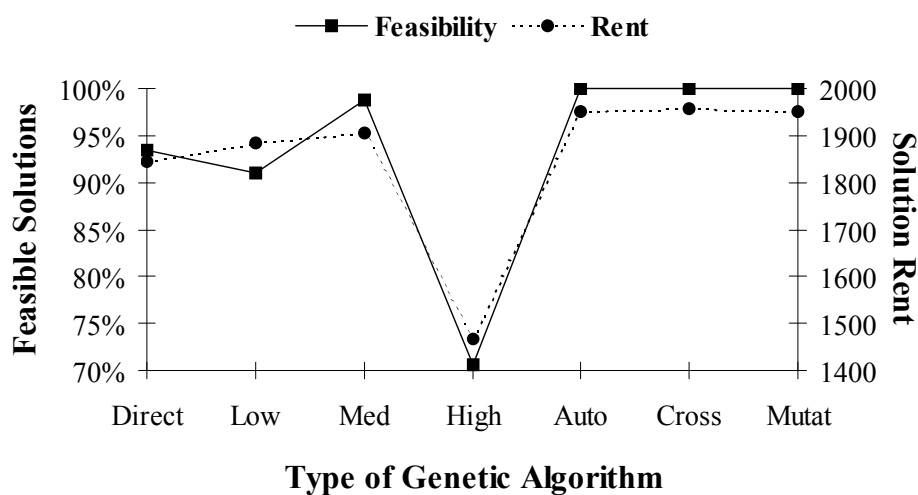 Feasibility Rent
Feasible Solutions
100%
95%
90%
85%
80%
75%
70%
2000
1900
1800
1700
1600
1500
1400
Solution Rent
Direct Low Med High Auto Cross Mutat
Type of Genetic Algorithm